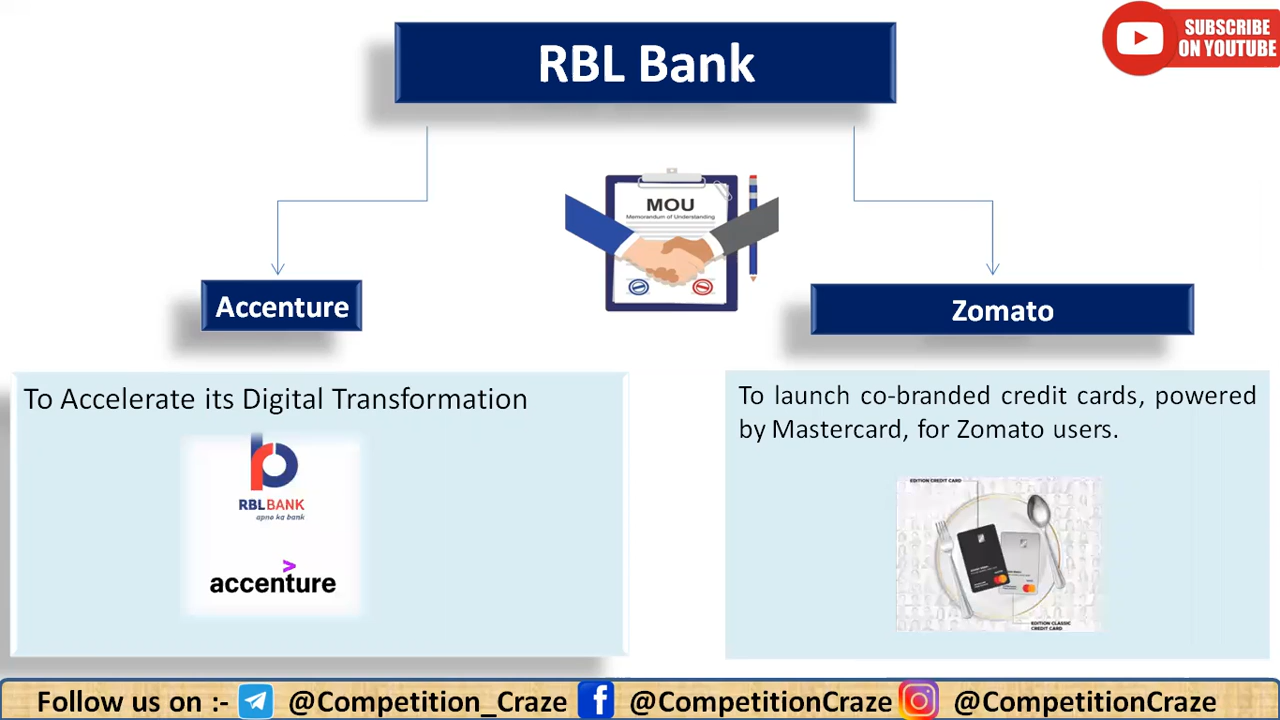 SUBSCRIBE
ON YOUTUBE
RBL Bank
MOU
Memorandum of Understanding
Accenture
Zomato
To Accelerate its Digital Transformation
RBLBANK
apno ka bank
accenture
To launch co-branded credit cards, powered
by Mastercard, for Zomato users.
EDITION CREDIT CARD
EDITION CLASSIC
CREDIT CARD
Follow us on :- @Competition_Craze @CompetitionCraze @CompetitionCraze